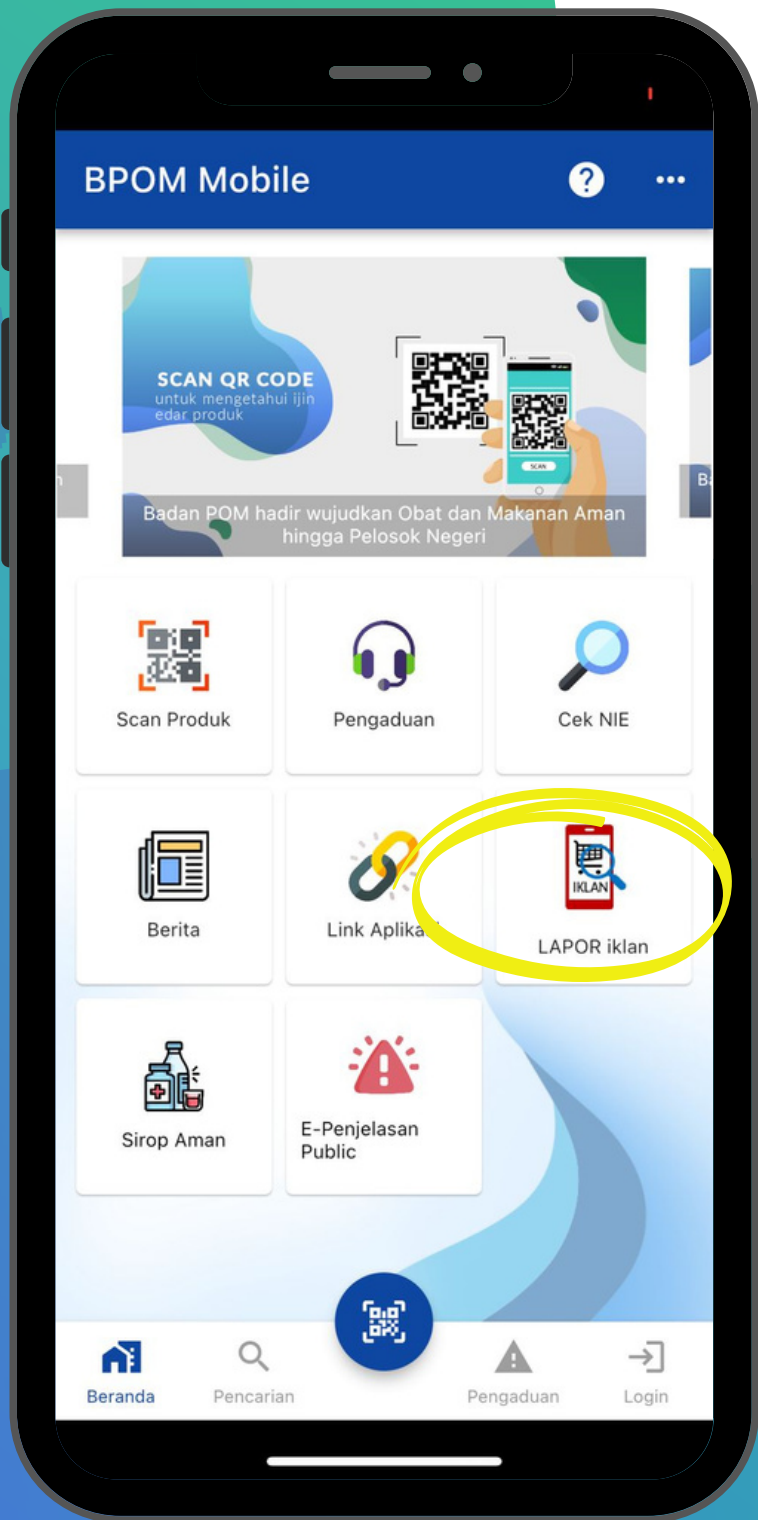 BPOM Mobile
?
SCAN QR CODE
untuk mengetahui ijin
edar produk
SCAN
Badan POM hadir wujudkan Obat dan Makanan Aman
hingga Pelosok Negeri
Scan Produk
Pengaduan
Cek NIE
IKLAN
Berita
Link Aplikasi
LAPOR iklan
Sirop Aman
E-Penjelasan
Public
Beranda
Pencarian
Pengaduan
Login